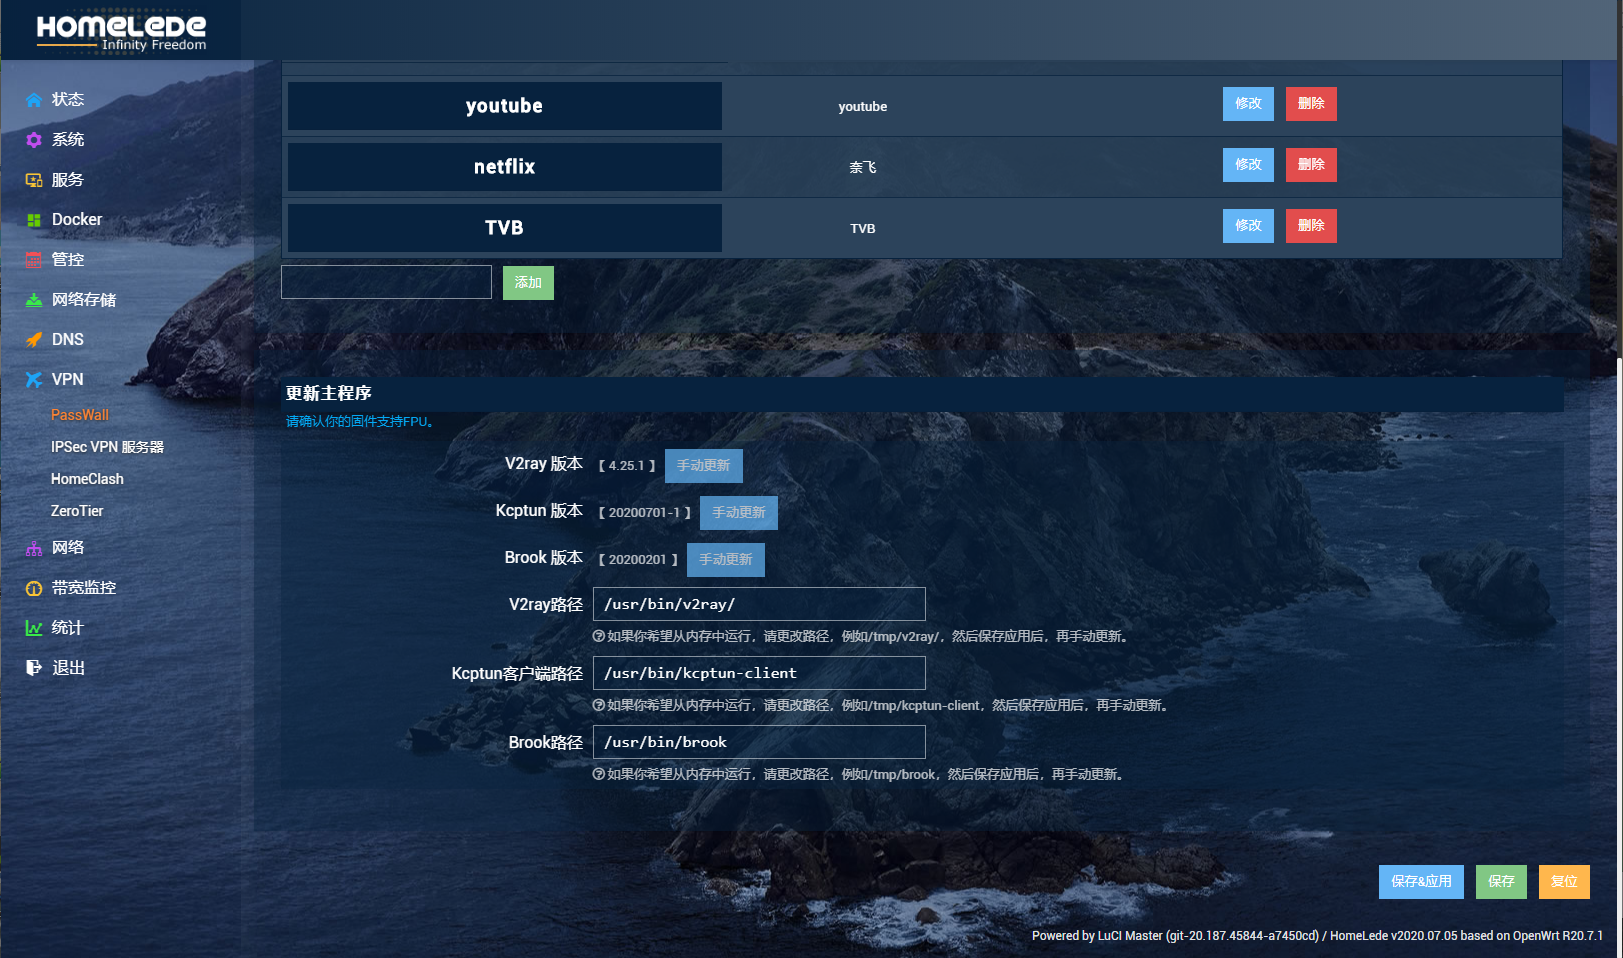 HOMELEDE
Infinity Freedom
状态
系统
服务
Docker
管控
网络存储
DNS
VPN
PassWall
IPSec VPN 服务器
HomeClash
ZeroTier
网络
带宽监控
统计
退出
youtube youtube 修改 删除
netflix 奈飞 修改 删除
TVB TVB 修改 删除
添加
更新主程序
请确认你的固件支持FPU。
V2ray 版本 【 4.25.1 】 手动更新
Kcptun 版本 【 20200701-1 】 手动更新
Brook 版本 【 20200201 】 手动更新
V2ray路径 /usr/bin/v2ray/
如果你希望从内存中运行，请更改路径，例如/tmp/v2ray/，然后保存应用后，再手动更新。
Kcptun客户端路径 /usr/bin/kcptun-client
如果你希望从内存中运行，请更改路径，例如/tmp/kcptun-client，然后保存应用后，再手动更新。
Brook路径 /usr/bin/brook
如果你希望从内存中运行，请更改路径，例如/tmp/brook，然后保存应用后，再手动更新。
保存&应用 保存 复位
Powered by LuCI Master (git-20.187.45844-a7450cd) / HomeLede v2020.07.05 based on OpenWrt R20.7.1